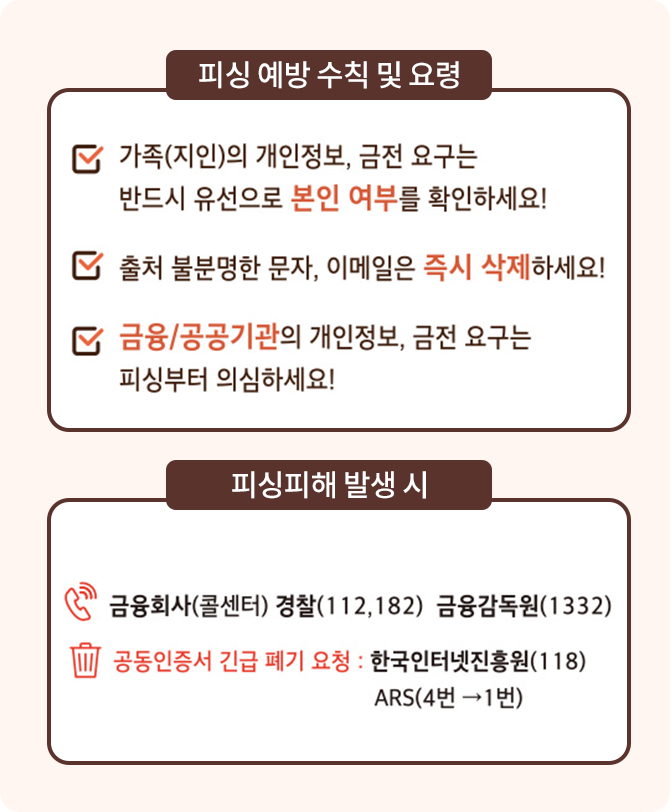 피싱 예방 수칙 및 요령
가족(지인)의 개인정보, 금전 요구는
반드시 유선으로 본인 여부를 확인하세요!
출처 불분명한 문자, 이메일은 즉시 삭제하세요!
금융/공공기관의 개인정보, 금전 요구는
피싱부터 의심하세요!
피싱피해 발생 시
금융회사(콜센터) 경찰(112,182) 금융감독원(1332)
공동인증서 긴급 폐기 요청 : 한국인터넷진흥원(118)
ARS(4번 →1번)